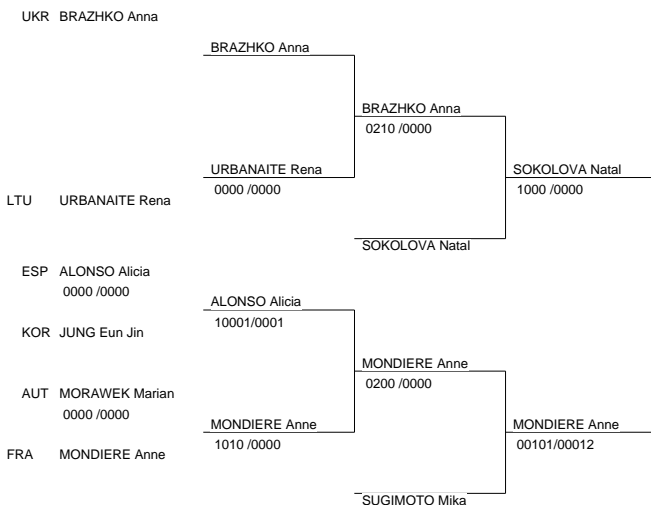 UKR BRAZHKO Anna
BRAZHKO Anna
BRAZHKO Anna
0210 /0000
URBANAITE Rena
0000 /0000
SOKOLOVA Natal
1000 /0000
LTU URBANAITE Rena
SOKOLOVA Natal
ESP ALONSO Alicia
0000 /0000
ALONSO Alicia
10001/0001
KOR JUNG Eun Jin
MONDIERE Anne
0200 /0000
AUT MORAWEK Marian
0000 /0000
MONDIERE Anne
1010 /0000
MONDIERE Anne
00101/00012
FRA MONDIERE Anne
SUGIMOTO Mika